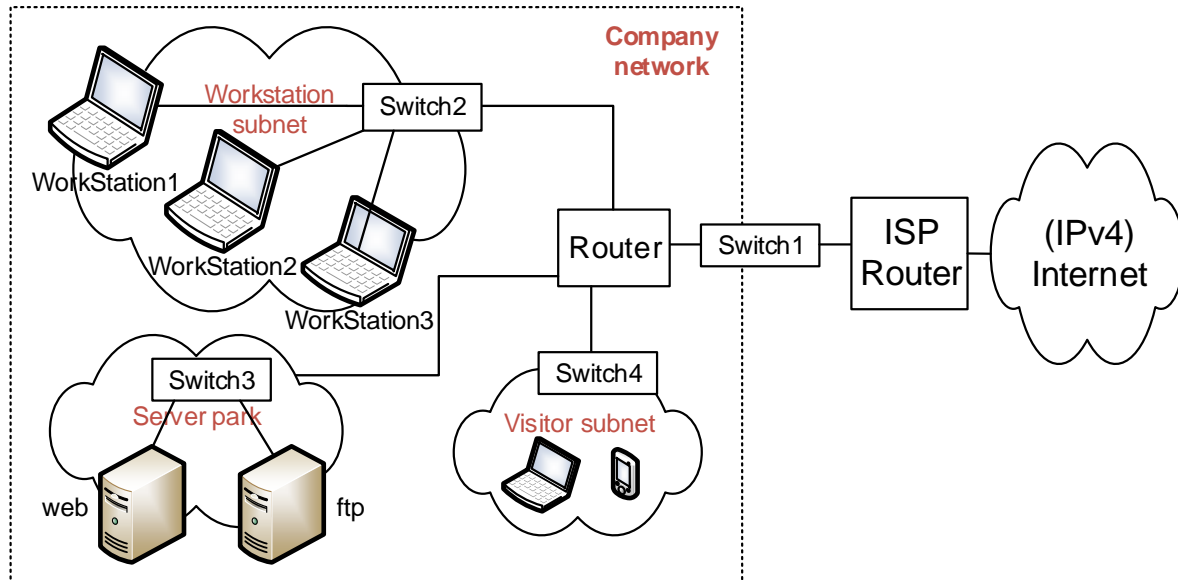 Company
network
Workstation
subnet
Switch2
WorkStation1
WorkStation2
WorkStation3
Router
Switch1
ISP
Router
(IPv4)
Internet
Switch3
Server park
web
ftp
Switch4
Visitor subnet